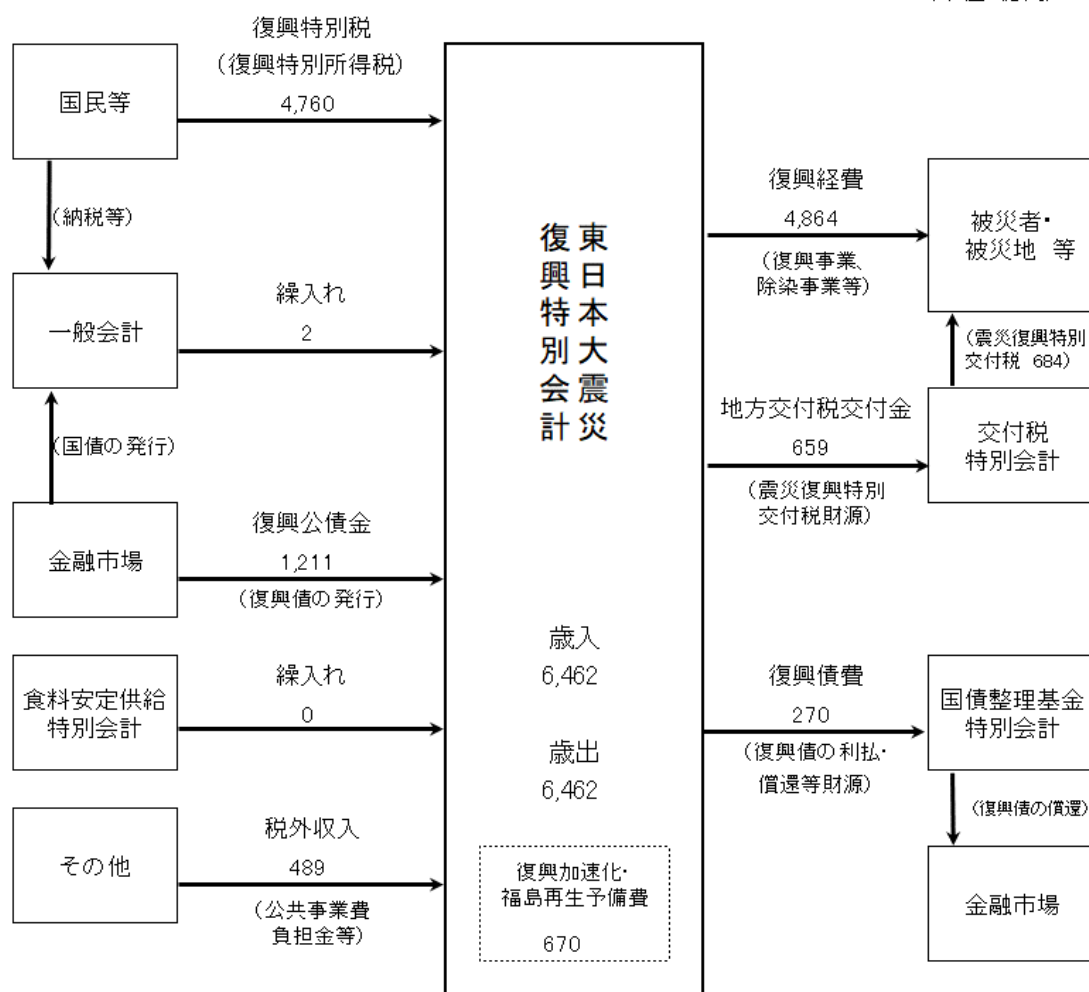 復興特別税
(復興特別所得税)
4,760
国民等
(納税等)
一般会計
繰入れ
2
(国債の発行)
金融市場
復興公債金
1,211
(復興債の発行)
食料安定供給
特別会計
繰入れ
0
その他
税外収入
489
(公共事業費
負担金等)
東日本大震災
復興特別会計
歳入
6,462
歳出
6,462
復興加速化・
福島再生予備費
670
復興経費
4,864
(復興事業、
除染事業等)
被災者・
被災地 等
(震災復興特別
交付税 684)
地方交付税交付金
659
(震災復興特別
交付税財源)
交付税
特別会計
復興債費
270
(復興債の利払・
償還等財源)
国債整理基金
特別会計
(復興債の償還)
金融市場